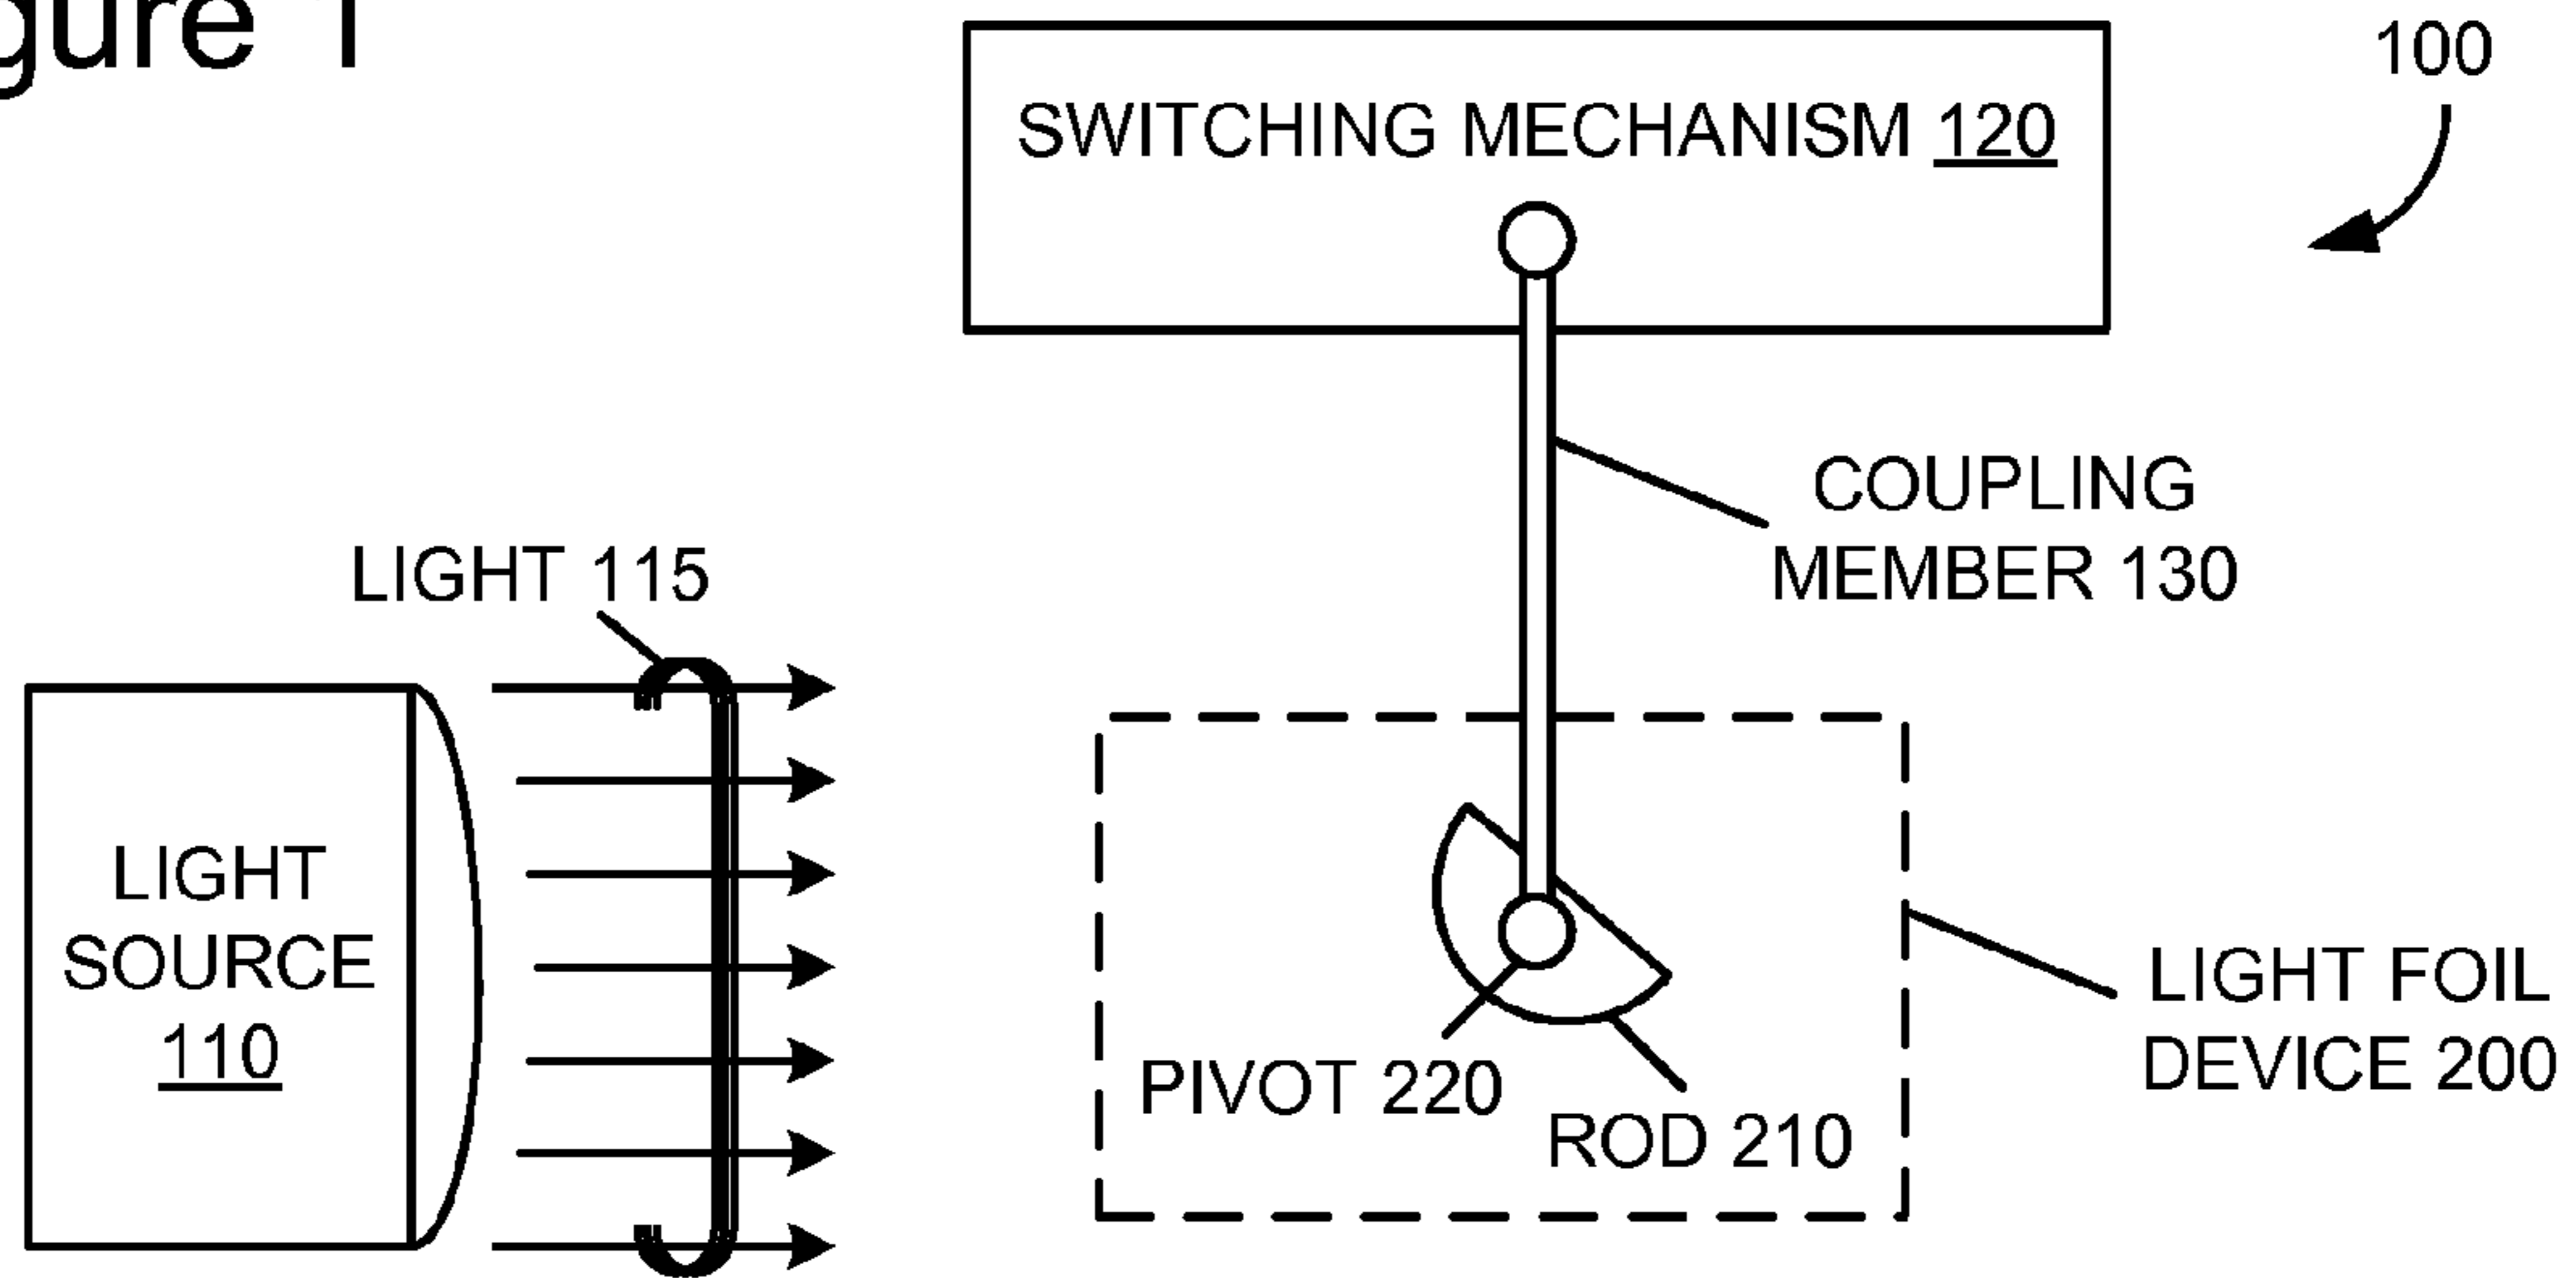 gure 1
100
SWITCHING MECHANISM 120
COUPLING
MEMBER 130
LIGHT 115
LIGHT
SOURCE
110
PIVOT 220
ROD 210
LIGHT FOIL
DEVICE 200